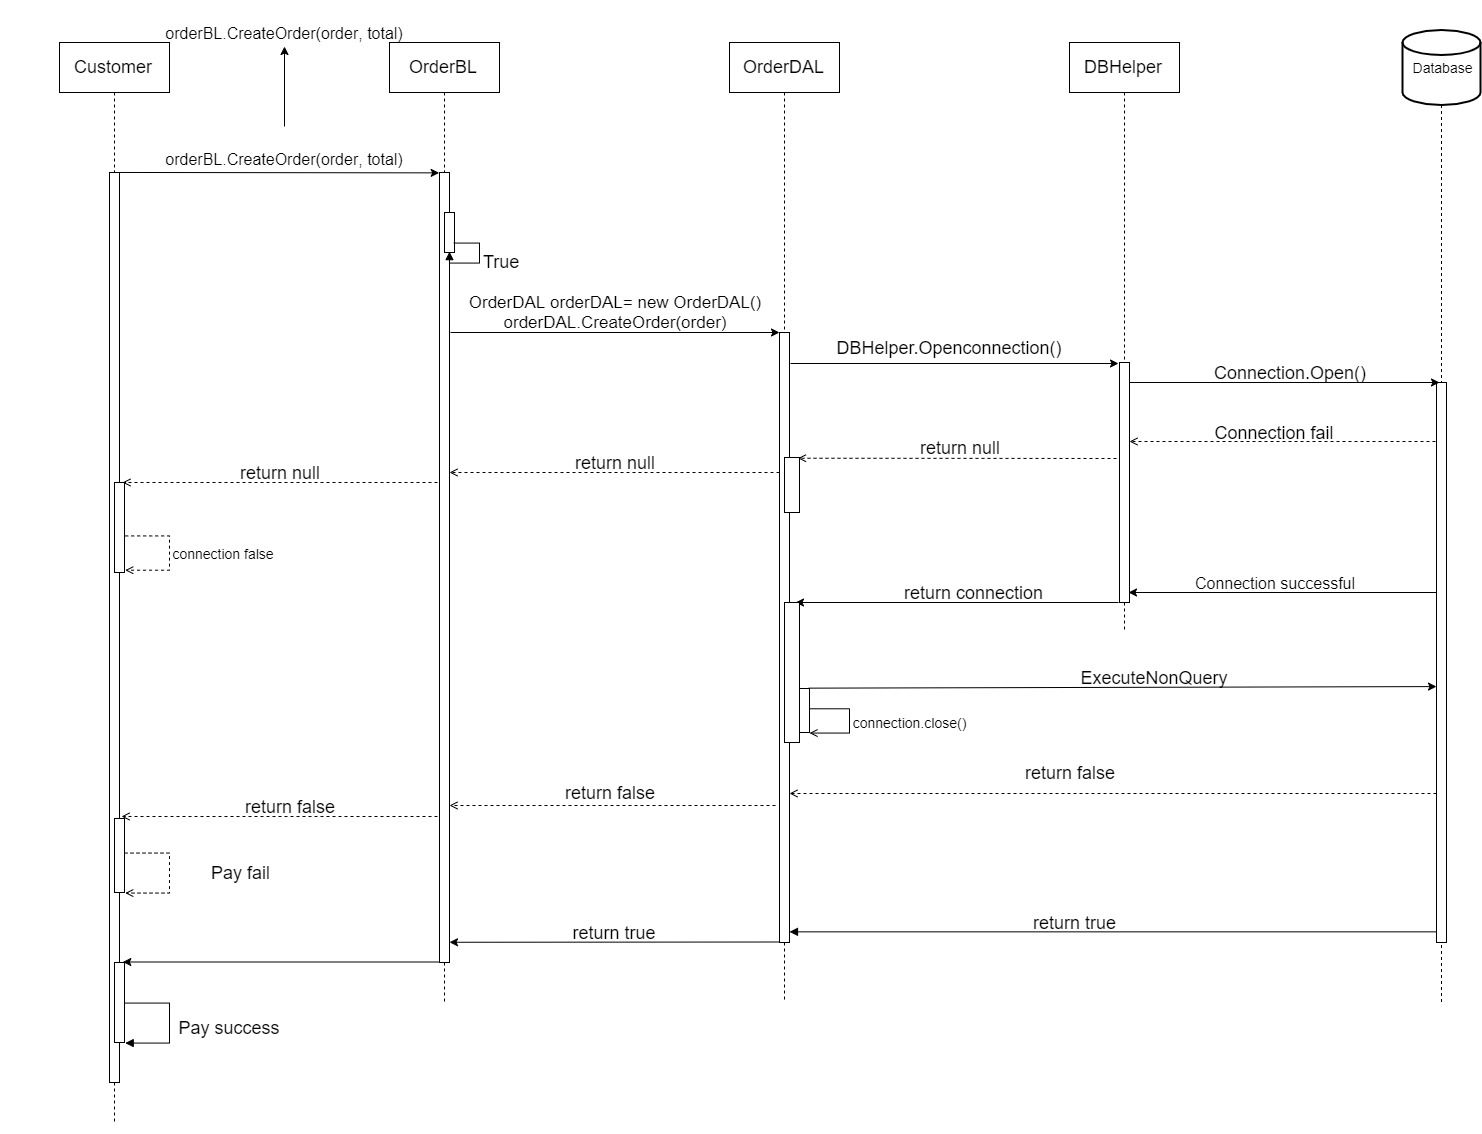 orderBL.CreateOrder(order, total)
Customer
OrderBL
OrderDAL
DBHelper
Database
orderBL.CreateOrder(order, total)
True
OrderDAL orderDAL= new OrderDAL()
orderDAL.CreateOrder(order)
DBHelper.Openconnection()
Connection.Open()
Connection fail
return null
return null
return null
connection false
Connection successful
return connection
ExecuteNonQuery
connection.close()
return false
return false
return false
Pay fail
return true
return true
Pay success